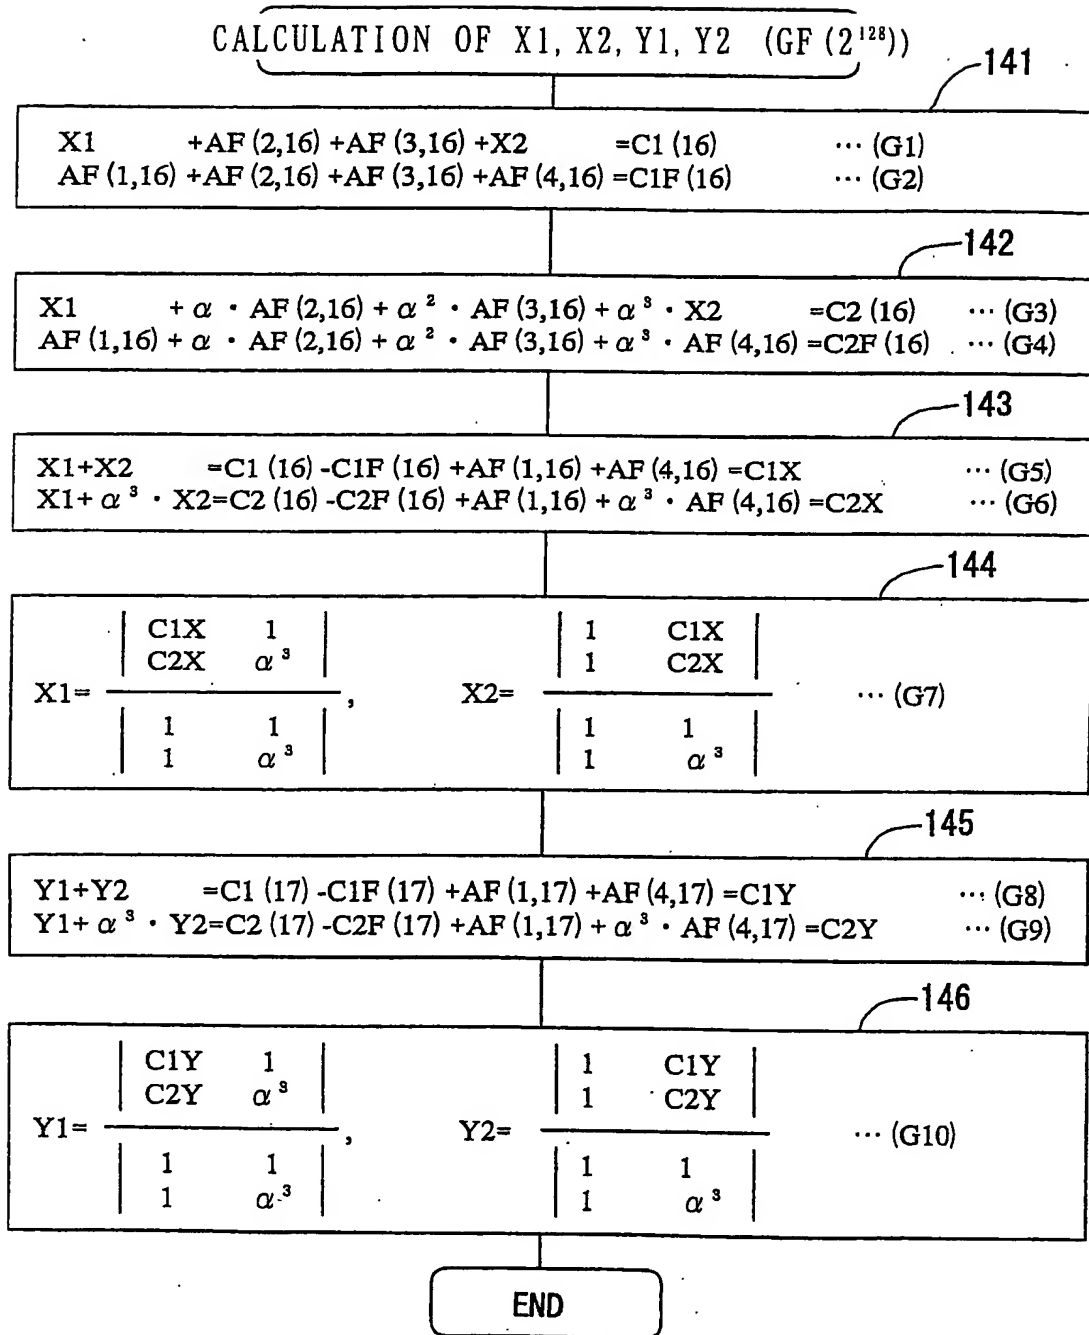 CALCULATION OF X1, X2, Y1, Y2 (GF (2¹²⁸))
141
X1 +AF (2,16) +AF (3,16) +X2 =C1 (16) ··· (G1)
AF (1,16) +AF (2,16) +AF (3,16) +AF (4,16) =C1F (16) ··· (G2)
142
X1 + α · AF (2,16) + α² · AF (3,16) + α³ · X2 =C2 (16) ··· (G3)
AF (1,16) + α · AF (2,16) + α² · AF (3,16) + α³ · AF (4,16) =C2F (16) ··· (G4)
143
X1+X2 =C1 (16) -C1F (16) +AF (1,16) +AF (4,16) =C1X ··· (G5)
X1+ α³ · X2=C2 (16) -C2F (16) +AF (1,16) + α³ · AF (4,16) =C2X ··· (G6)
144
C1X 1 1 C1X
C2X α³ 1 C2X
X1= , X2= ··· (G7)
1 1 1 1
1 α³ 1 α³
145
Y1+Y2 =C1 (17) -C1F (17) +AF (1,17) +AF (4,17) =C1Y ··· (G8)
Y1+ α³ · Y2=C2 (17) -C2F (17) +AF (1,17) + α³ · AF (4,17) =C2Y ··· (G9)
146
C1Y 1 1 C1Y
C2Y α³ 1 C2Y
Y1= , Y2= ··· (G10)
1 1 1 1
1 α³ 1 α³
END